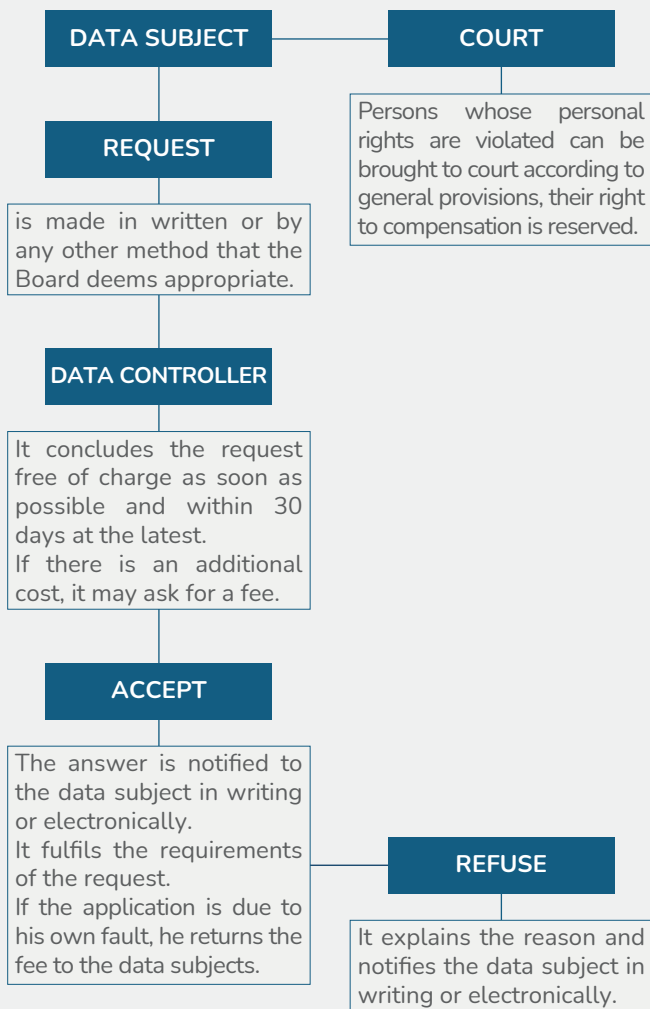 DATA SUBJECT
COURT
Persons whose personal
rights are violated can be
brought to court according to
general provisions, their right
to compensation is reserved.
REQUEST
is made in written or by
any other method that the
Board deems appropriate.
DATA CONTROLLER
It concludes the request
free of charge as soon as
possible and within 30
days at the latest.
If there is an additional
cost, it may ask for a fee.
ACCEPT
The answer is notified to
the data subject in writing
or electronically.
It fulfils the requirements
of the request.
If the application is due to
his own fault, he returns the
fee to the data subjects.
REFUSE
It explains the reason and
notifies the data subject in
writing or electronically.